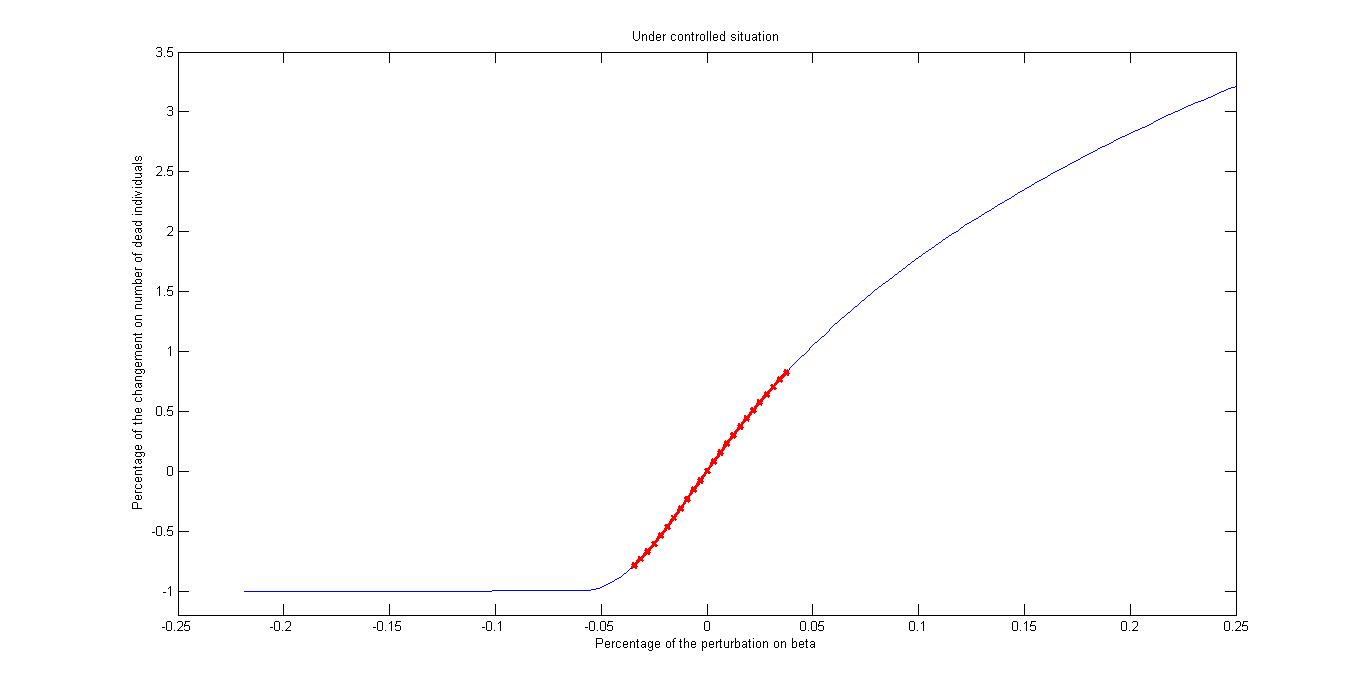 Under controlled situation
Percentage of the changement on number of dead individuals
3.5
3
2.5
2
1.5
1
0.5
0
-0.5
-1
-0.25 -0.2 -0.15 -0.1 -0.05 0 0.05 0.1 0.15 0.2 0.25
Percentage of the perturbation on beta